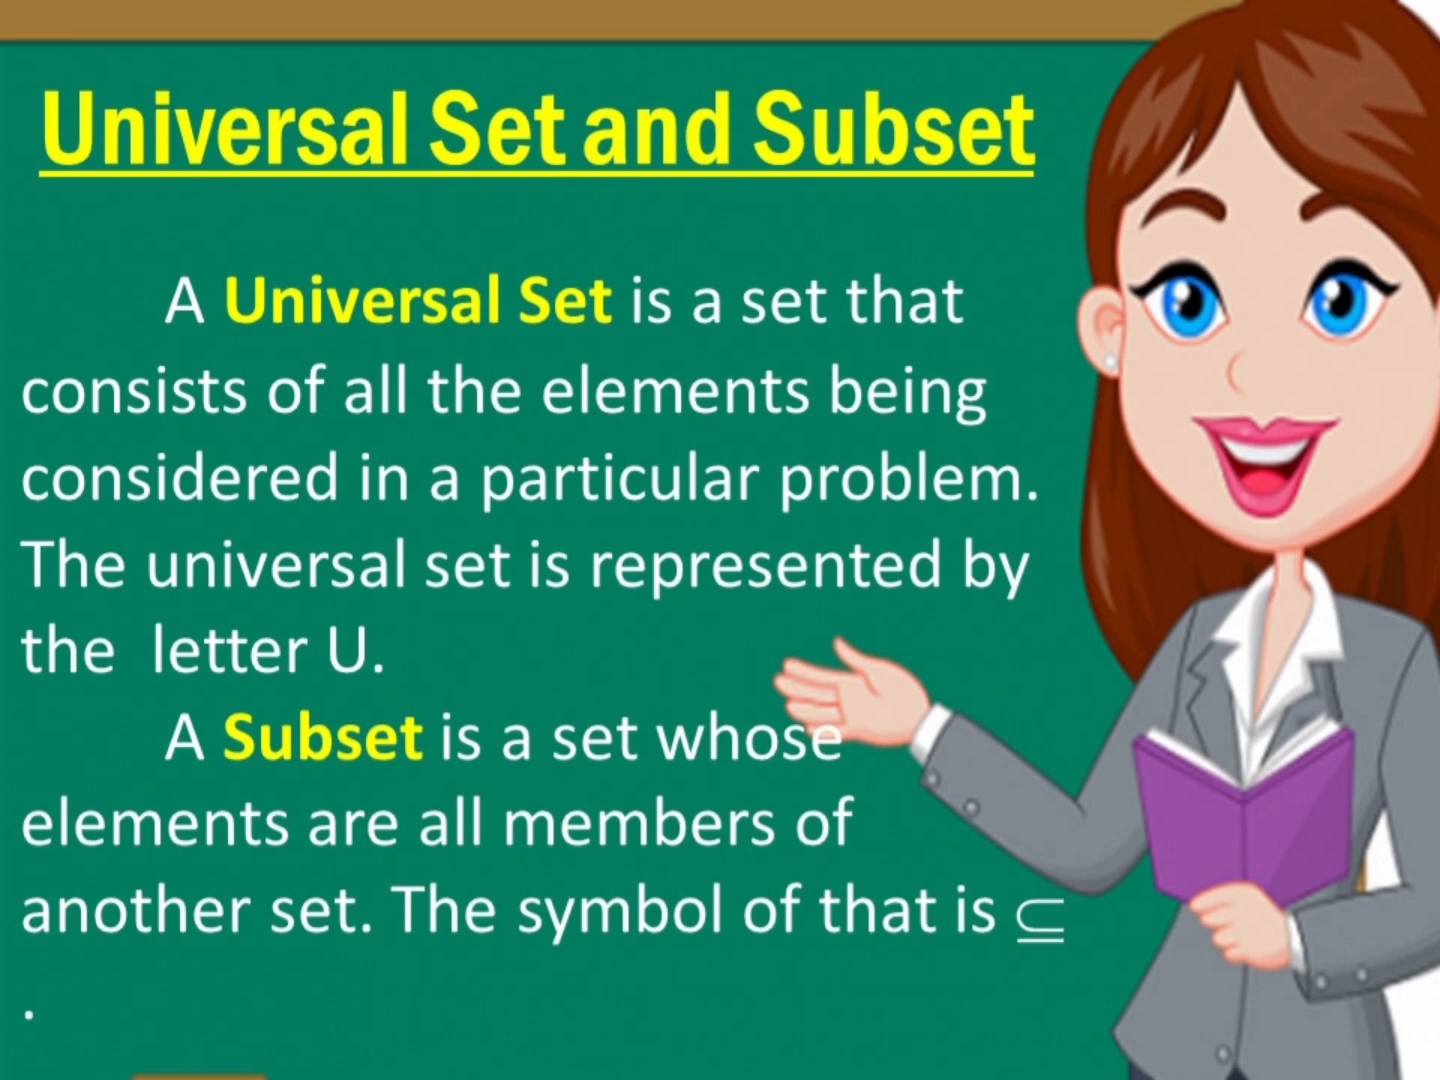 Universal Set and Subset
A Universal Set is a set that
consists of all the elements being
considered in a particular problem.
The universal set is represented by
the  letter U.
A Subset is a set whose
elements are all members of
another set. The symbol of that is ⊆
.